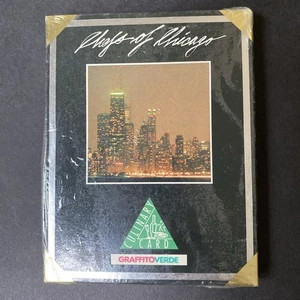 Chefs of Chicago
CULINARY
CARD
GRAFFITOVERDE